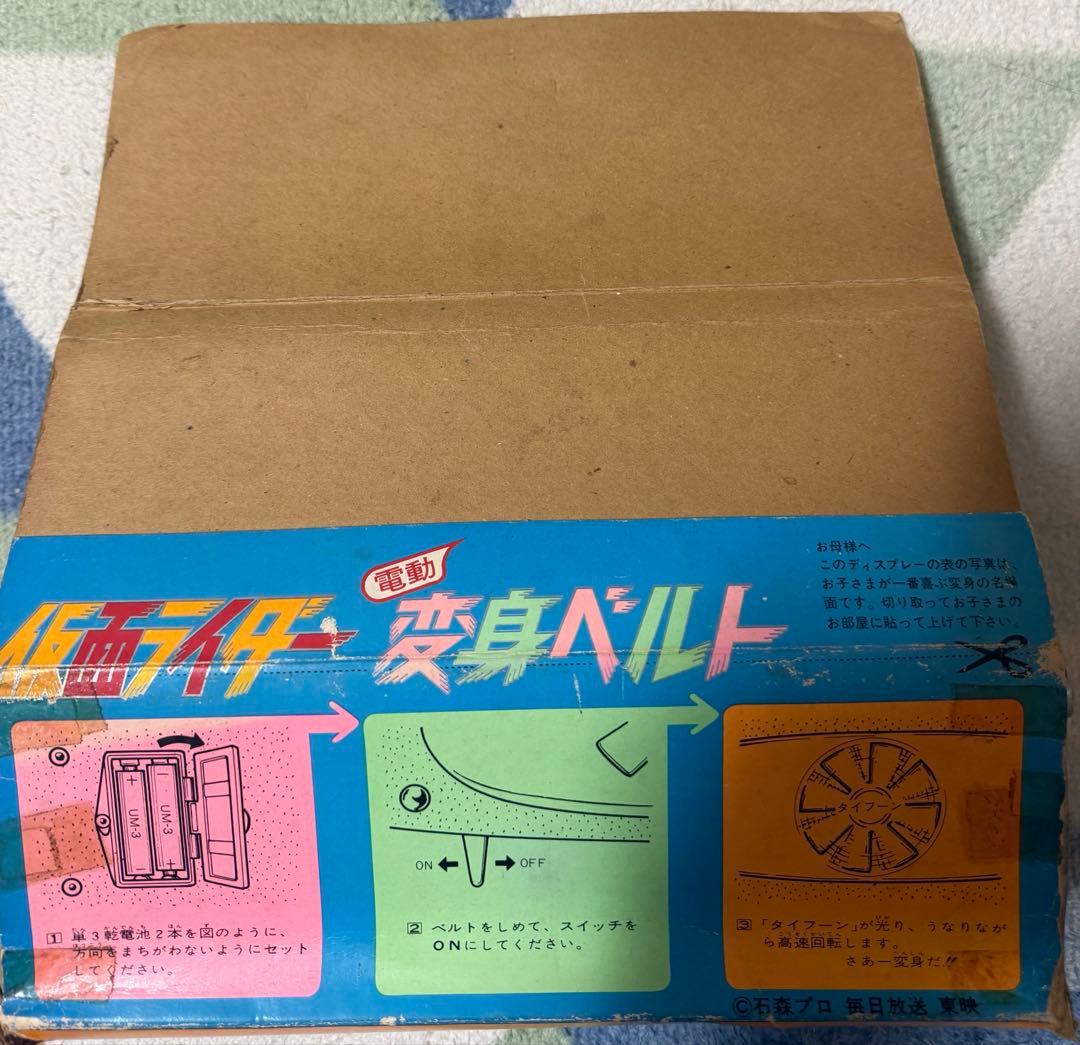 お母様へ
このディスプレーの表の写真は、
お子さまが一番喜ぶ変身の名場
面です。切り取ってお子さまの
お部屋に貼って上げて下さい。
仮面ライダー 電動 変身ベルト
UM-3 UM-3
ON OFF
タイフーン
1 単3乾電池2本を図のように、
方向をまちがわないようにセット
してください。
2 ベルトをしめて、スイッチを
ONにしてください。
3 「タイフーン」が光り、うなりなが
ら高速回転します。
さあー変身だ!!
©石森プロ 毎日放送 東映